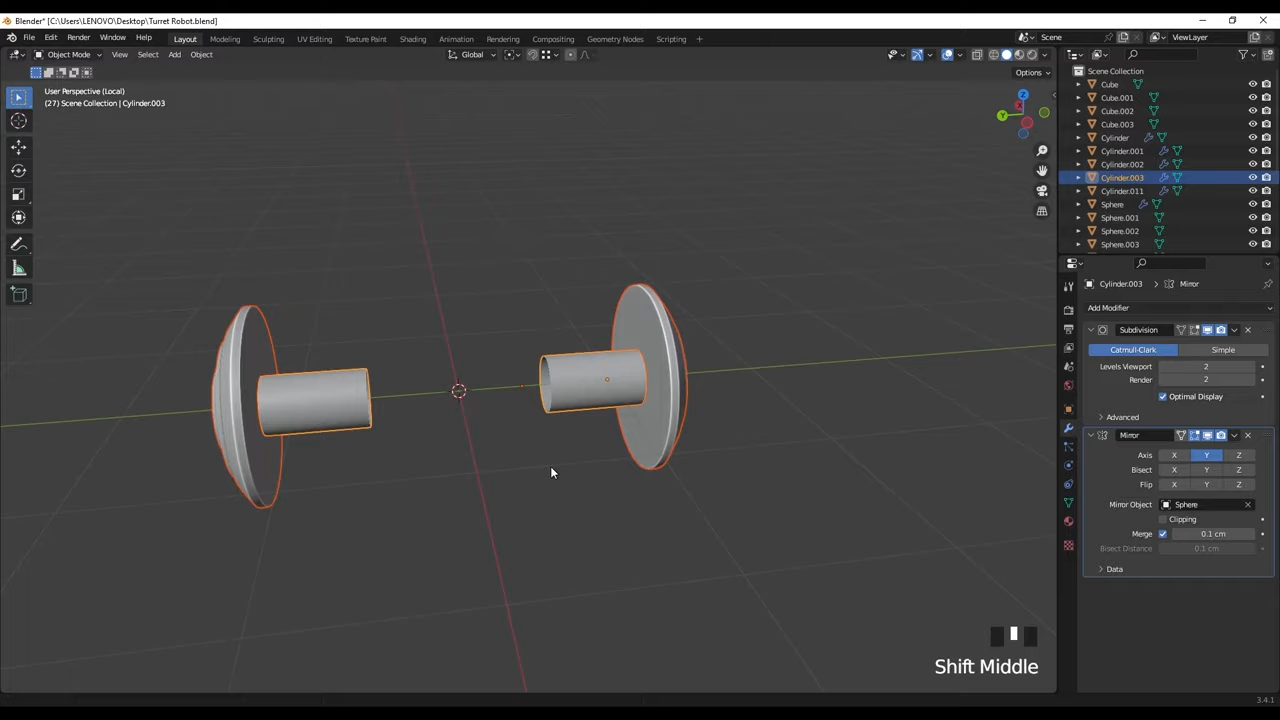 Blender* [C:\Users\LENOVO\Desktop\Turret Robot.blend]
File Edit Render Window Help Layout Modeling Sculpting UV Editing Texture Paint Shading Animation Rendering Compositing Geometry Nodes Scripting + Scene ViewLayer
Object Mode View Select Add Object Global
Options
User Perspective (Local)
(27) Scene Collection | Cylinder.003
Z
Y
X
Scene Collection
Cube
Cube.001
Cube.002
Cube.003
Cylinder
Cylinder.001
Cylinder.002
Cylinder.003
Cylinder.011
Sphere
Sphere.001
Sphere.002
Sphere.003
Cylinder.003 > Mirror
Add Modifier
Subdivision
Catmull-Clark Simple
Levels Viewport 2
Render 2
Optimal Display
Advanced
Mirror
Axis X Y Z
Bisect X Y Z
Flip X Y Z
Mirror Object Sphere
Clipping
Merge 0.1 cm
Bisect Distance 0.1 cm
Data
Shift Middle
3.4.1